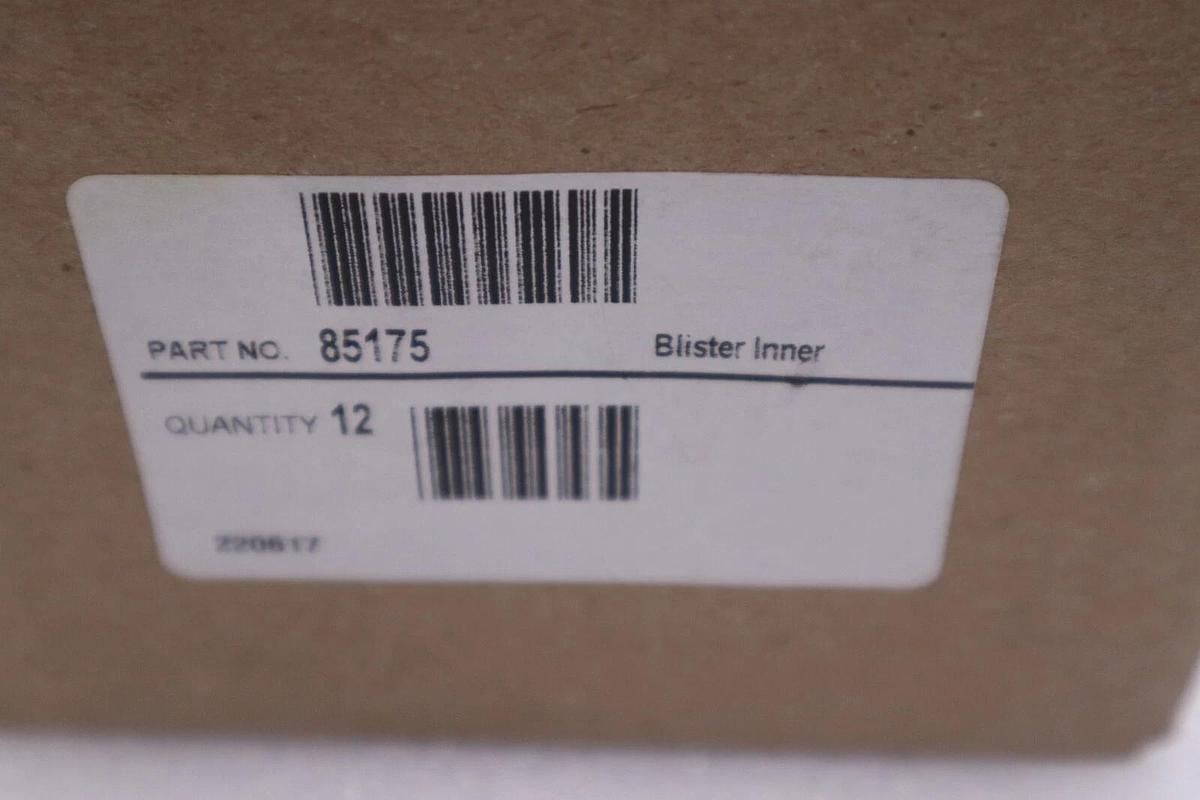 PART NO. 85175 Blister Inner
QUANTITY 12
220617